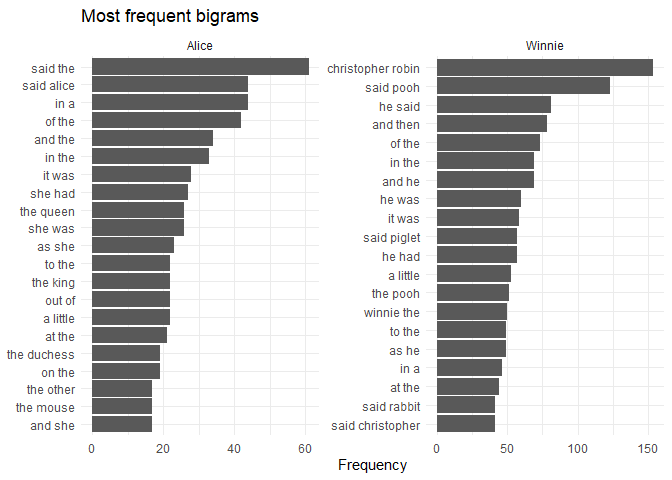 Most frequent bigrams
Alice
said the
said alice
in a
of the
and the
in the
it was
she had
the queen
she was
as she
to the
the king
out of
a little
at the
the duchess
on the
the other
the mouse
and she
0 20 40 60
Winnie
christopher robin
said pooh
he said
and then
of the
in the
and he
he was
it was
said piglet
he had
a little
the pooh
winnie the
to the
as he
in a
at the
said rabbit
said christopher
0 50 100 150
Frequency